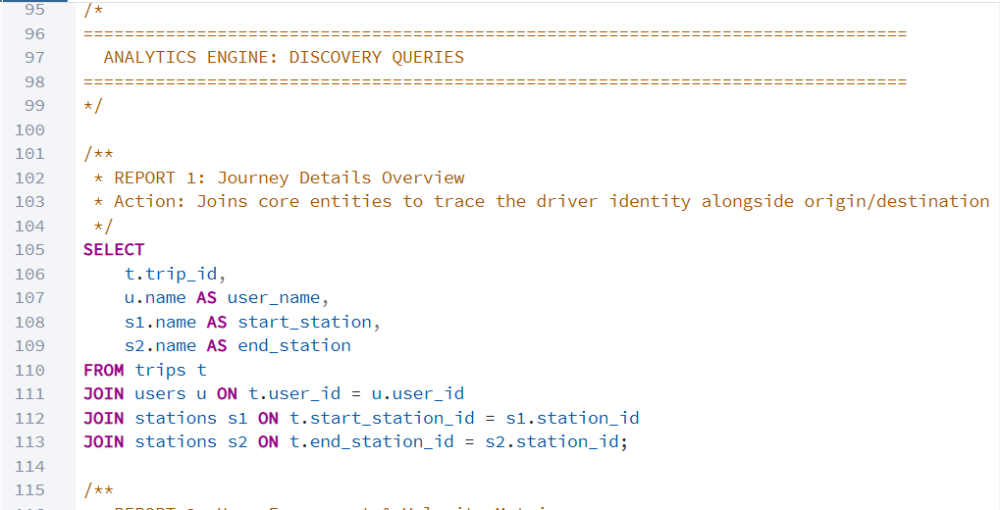 95 /*
96 ================================================================================
97   ANALYTICS ENGINE: DISCOVERY QUERIES
98 ================================================================================
99 */
100
101 /**
102  * REPORT 1: Journey Details Overview
103  * Action: Joins core entities to trace the driver identity alongside origin/destination
104  */
105 SELECT
106     t.trip_id,
107     u.name AS user_name,
108     s1.name AS start_station,
109     s2.name AS end_station
110 FROM trips t
111 JOIN users u ON t.user_id = u.user_id
112 JOIN stations s1 ON t.start_station_id = s1.station_id
113 JOIN stations s2 ON t.end_station_id = s2.station_id;
114
115 /**